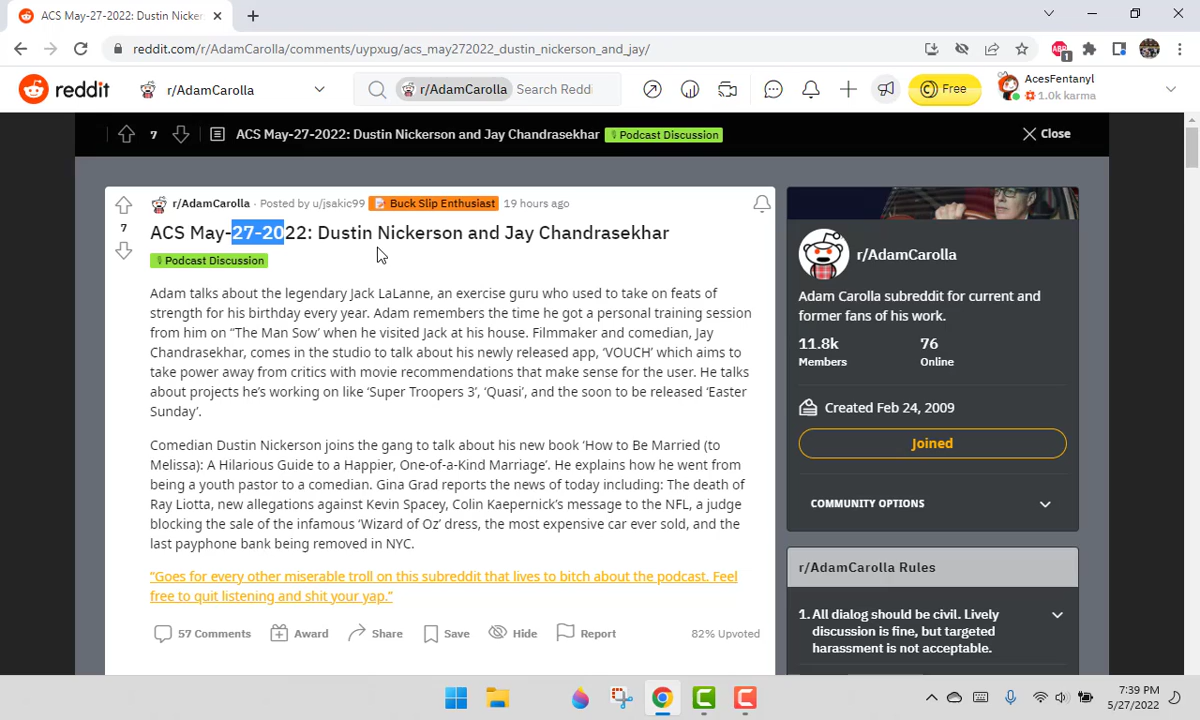 ACS May-27-2022: Dustin Nicker
reddit.com/r/AdamCarolla/comments/uypxug/acs_may272022_dustin_nickerson_and_jay/
1
reddit
r/AdamCarolla
r/AdamCarolla Search Reddi
Free
AcesFentanyl
1.0k karma
7
ACS May-27-2022: Dustin Nickerson and Jay Chandrasekhar
Podcast Discussion
Close
r/AdamCarolla · Posted by u/jsakic99 Buck Slip Enthusiast 19 hours ago
7
ACS May-27-2022: Dustin Nickerson and Jay Chandrasekhar
Podcast Discussion
Adam talks about the legendary Jack LaLanne, an exercise guru who used to take on feats of
strength for his birthday every year. Adam remembers the time he got a personal training session
from him on “The Man Sow’ when he visited Jack at his house. Filmmaker and comedian, Jay
Chandrasekhar, comes in the studio to talk about his newly released app, ‘VOUCH’ which aims to
take power away from critics with movie recommendations that make sense for the user. He talks
about projects he’s working on like ‘Super Troopers 3’, ‘Quasi’, and the soon to be released ‘Easter
Sunday’.
Comedian Dustin Nickerson joins the gang to talk about his new book ‘How to Be Married (to
Melissa): A Hilarious Guide to a Happier, One-of-a-Kind Marriage’. He explains how he went from
being a youth pastor to a comedian. Gina Grad reports the news of today including: The death of
Ray Liotta, new allegations against Kevin Spacey, Colin Kaepernick’s message to the NFL, a judge
blocking the sale of the infamous ‘Wizard of Oz’ dress, the most expensive car ever sold, and the
last payphone bank being removed in NYC.
“Goes for every other miserable troll on this subreddit that lives to bitch about the podcast. Feel
free to quit listening and shit your yap.”
57 Comments
Award
Share
Save
Hide
Report
82% Upvoted
r/AdamCarolla
Adam Carolla subreddit for current and
former fans of his work.
11.8k
Members
76
Online
Created Feb 24, 2009
Joined
COMMUNITY OPTIONS
r/AdamCarolla Rules
1. All dialog should be civil. Lively
discussion is fine, but targeted
harassment is not acceptable.
7:39 PM
5/27/2022